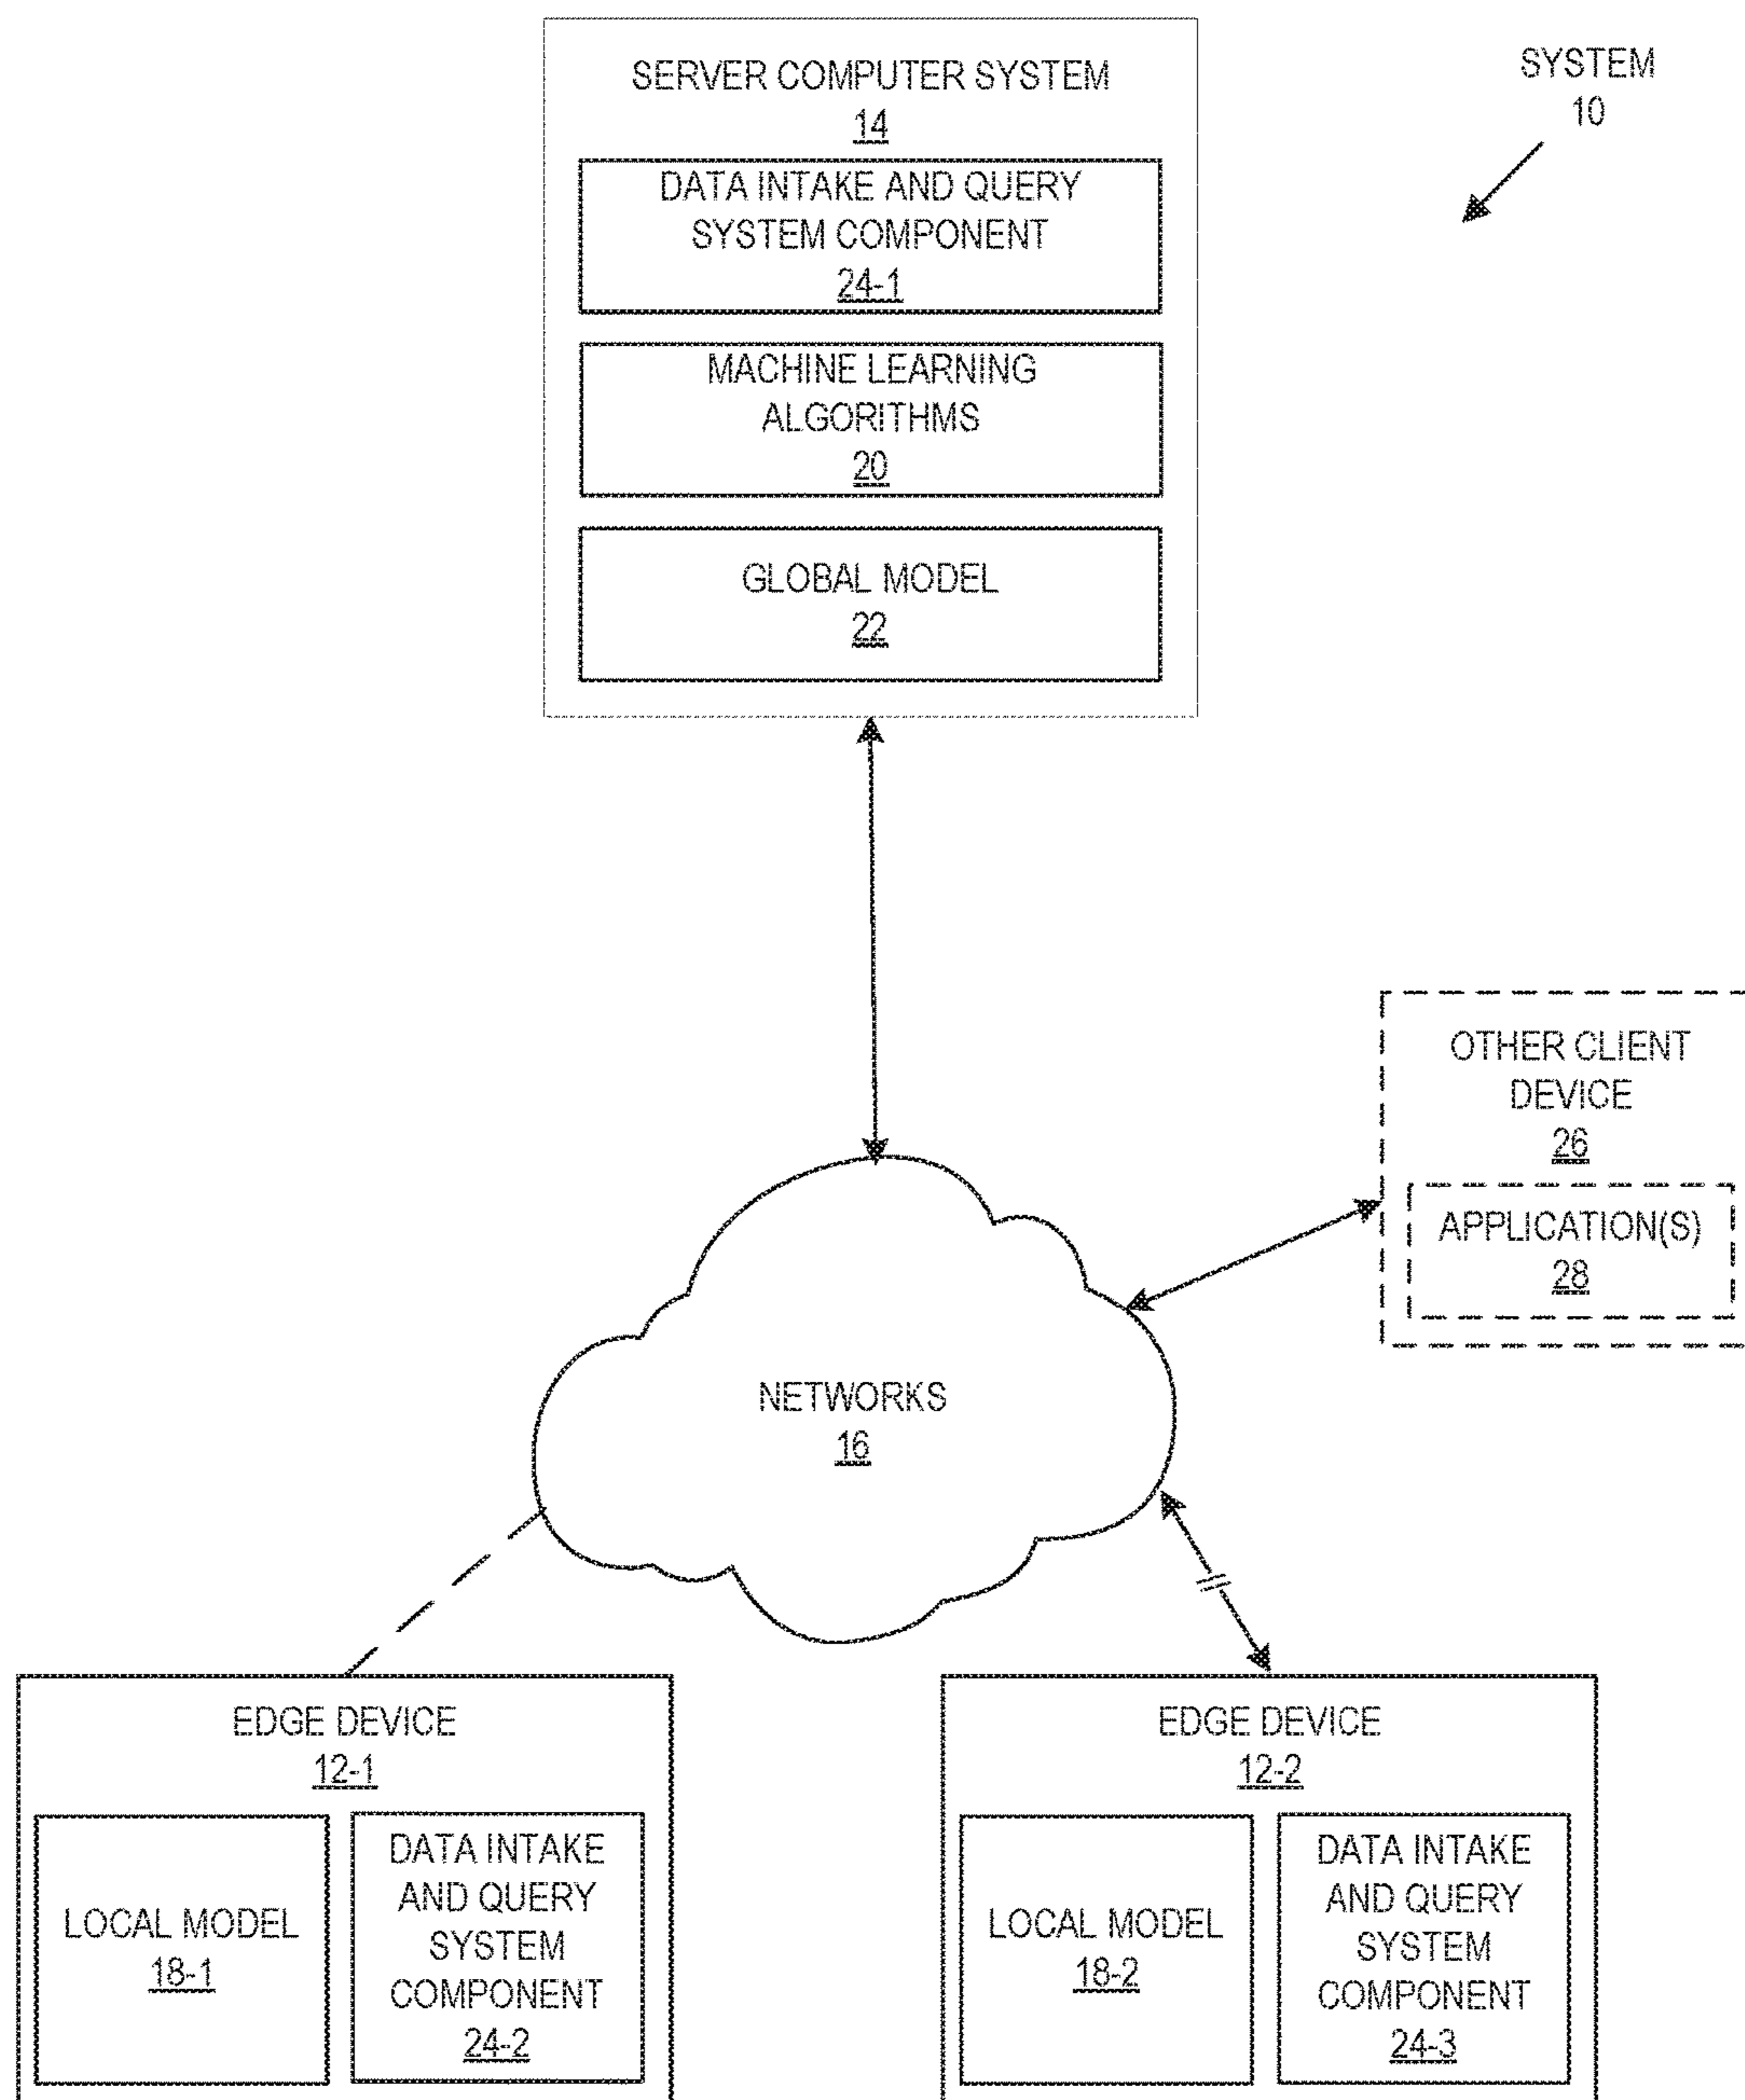 SERVER COMPUTER SYSTEM
14
SYSTEM
10
DATA INTAKE AND QUERY
SYSTEM COMPONENT
24-1
MACHINE LEARNING
ALGORITHMS
20
GLOBAL MODEL
22
OTHER CLIENT
DEVICE
26
APPLICATION(S)
28
NETWORKS
16
EDGE DEVICE
12-1
LOCAL MODEL
18-1
DATA INTAKE
AND QUERY
SYSTEM
COMPONENT
24-2
EDGE DEVICE
12-2
LOCAL MODEL
18-2
DATA INTAKE
AND QUERY
SYSTEM
COMPONENT
24-3